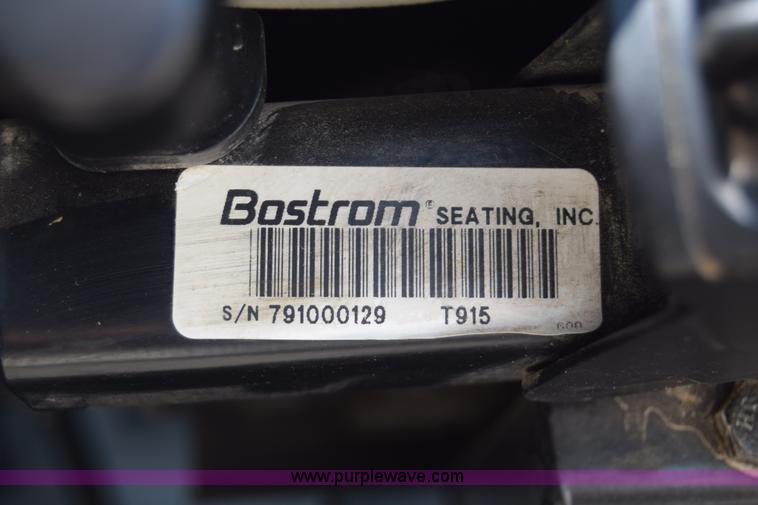 Bostrom® SEATING, INC.
S/N 791000129 T915
600
www.purplewave.com